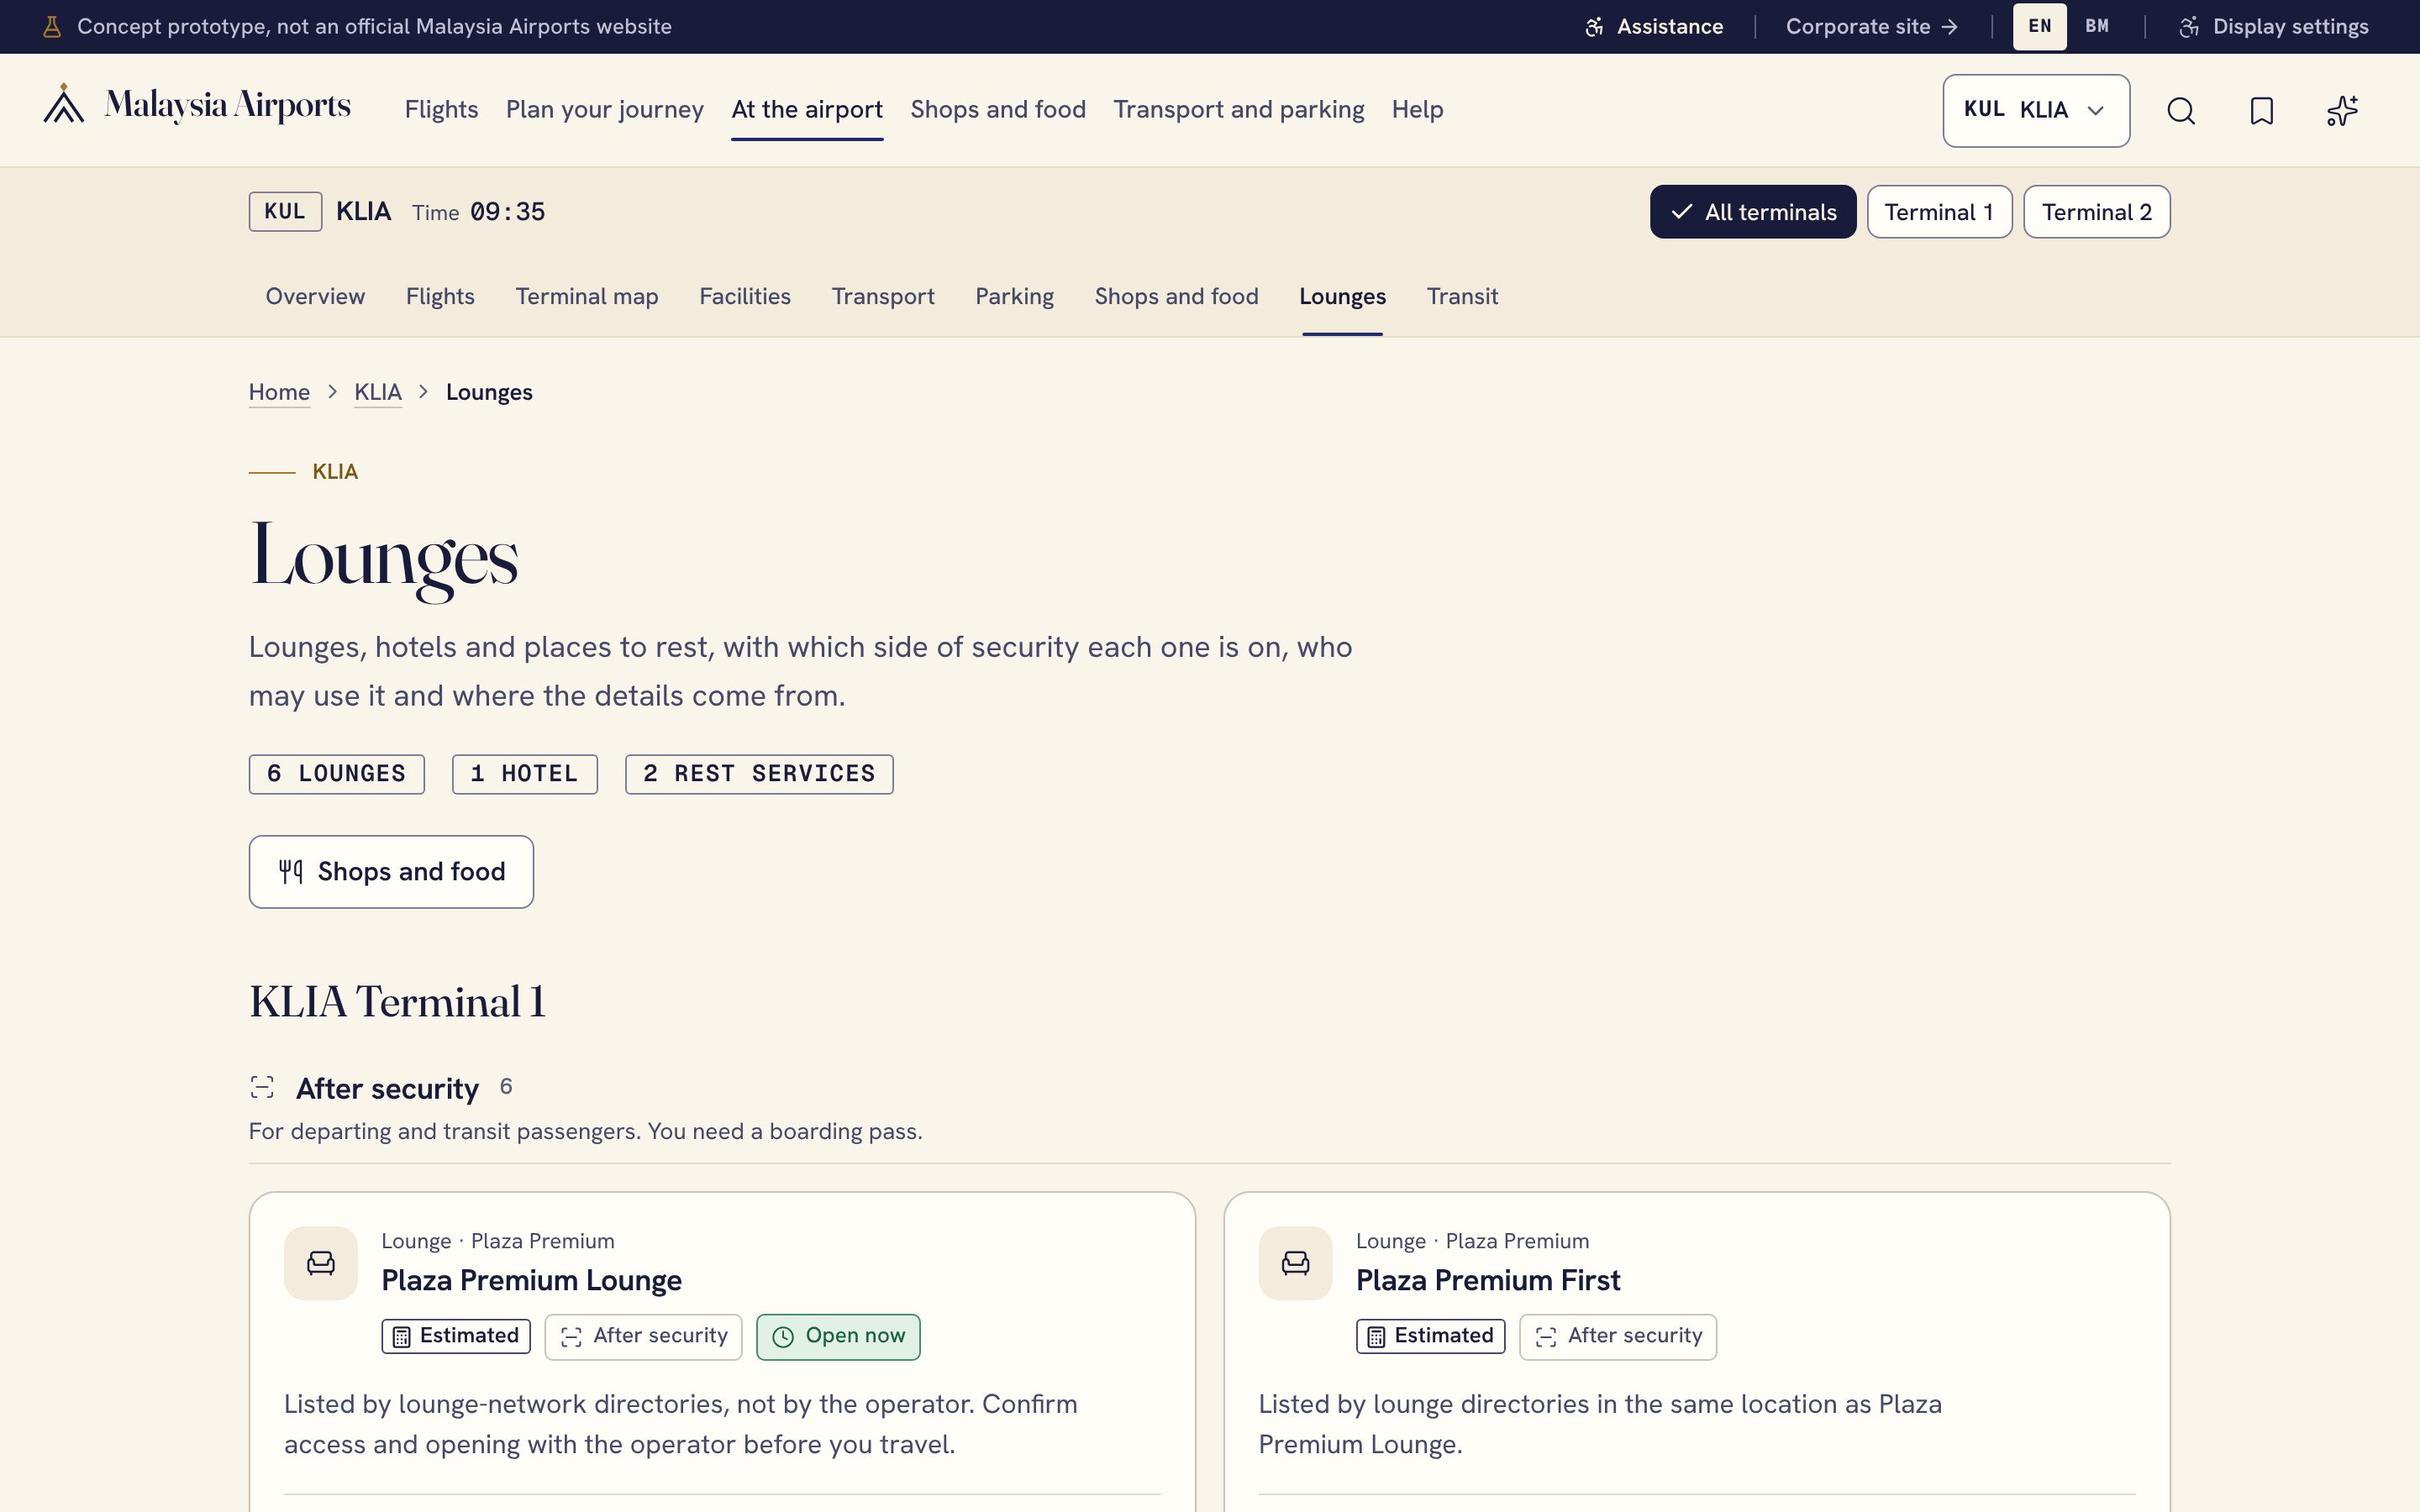 Concept prototype, not an official Malaysia Airports website
Assistance
Corporate site →
EN
BM
Display settings
Malaysia Airports
Flights
Plan your journey
At the airport
Shops and food
Transport and parking
Help
KUL KLIA
KUL KLIA Time 09:35
All terminals
Terminal 1
Terminal 2
Overview
Flights
Terminal map
Facilities
Transport
Parking
Shops and food
Lounges
Transit
Home > KLIA > Lounges
KLIA
Lounges
Lounges, hotels and places to rest, with which side of security each one is on, who
may use it and where the details come from.
6 LOUNGES
1 HOTEL
2 REST SERVICES
Shops and food
KLIA Terminal 1
After security 6
For departing and transit passengers. You need a boarding pass.
Lounge · Plaza Premium
Plaza Premium Lounge
Estimated
After security
Open now
Listed by lounge-network directories, not by the operator. Confirm
access and opening with the operator before you travel.
Lounge · Plaza Premium
Plaza Premium First
Estimated
After security
Listed by lounge directories in the same location as Plaza
Premium Lounge.